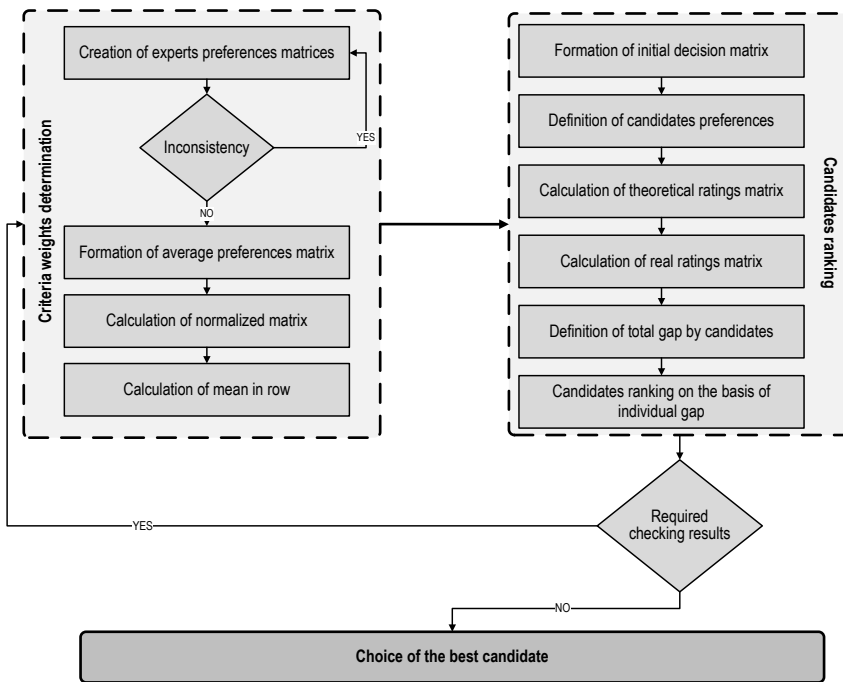 Criteria weights determination
Creation of experts preferences matrices
YES
Inconsistency
NO
Formation of average preferences matrix
Calculation of normalized matrix
Calculation of mean in row
Candidates ranking
Formation of initial decision matrix
Definition of candidates preferences
Calculation of theoretical ratings matrix
Calculation of real ratings matrix
Definition of total gap by candidates
Candidates ranking on the basis of
individual gap
Required
checking results
YES
NO
Choice of the best candidate